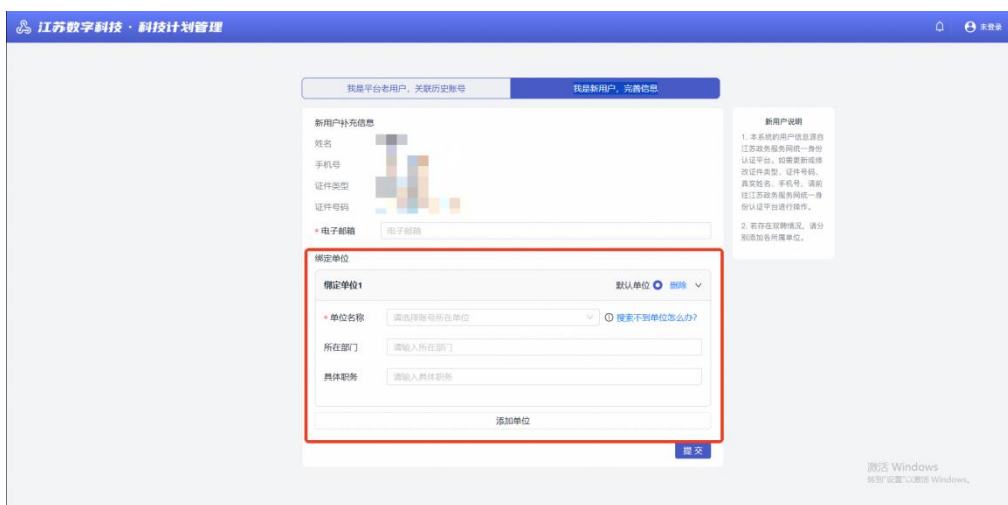 江苏数字科技 · 科技计划管理
未登录
我是平台老用户，关联历史账号
我是新用户，完善信息
新用户补充信息
姓名
手机号
证件类型
证件号码
* 电子邮箱
电子邮箱
绑定单位
绑定单位1
默认单位
删除
* 单位名称
请选择账号所在单位
搜索不到单位怎么办?
所在部门
请输入所在部门
具体职务
请输入具体职务
添加单位
提 交
新用户说明
1. 本系统的用户信息源自
江苏政务服务网统一身份
认证平台。如需更新或修
改证件类型、证件号码、
真实姓名、手机号，请前
往江苏政务服务网统一身
份认证平台进行操作。
2. 若存在双聘情况，请分
别添加各所属单位。
激活 Windows
转到"设置"以激活 Windows。